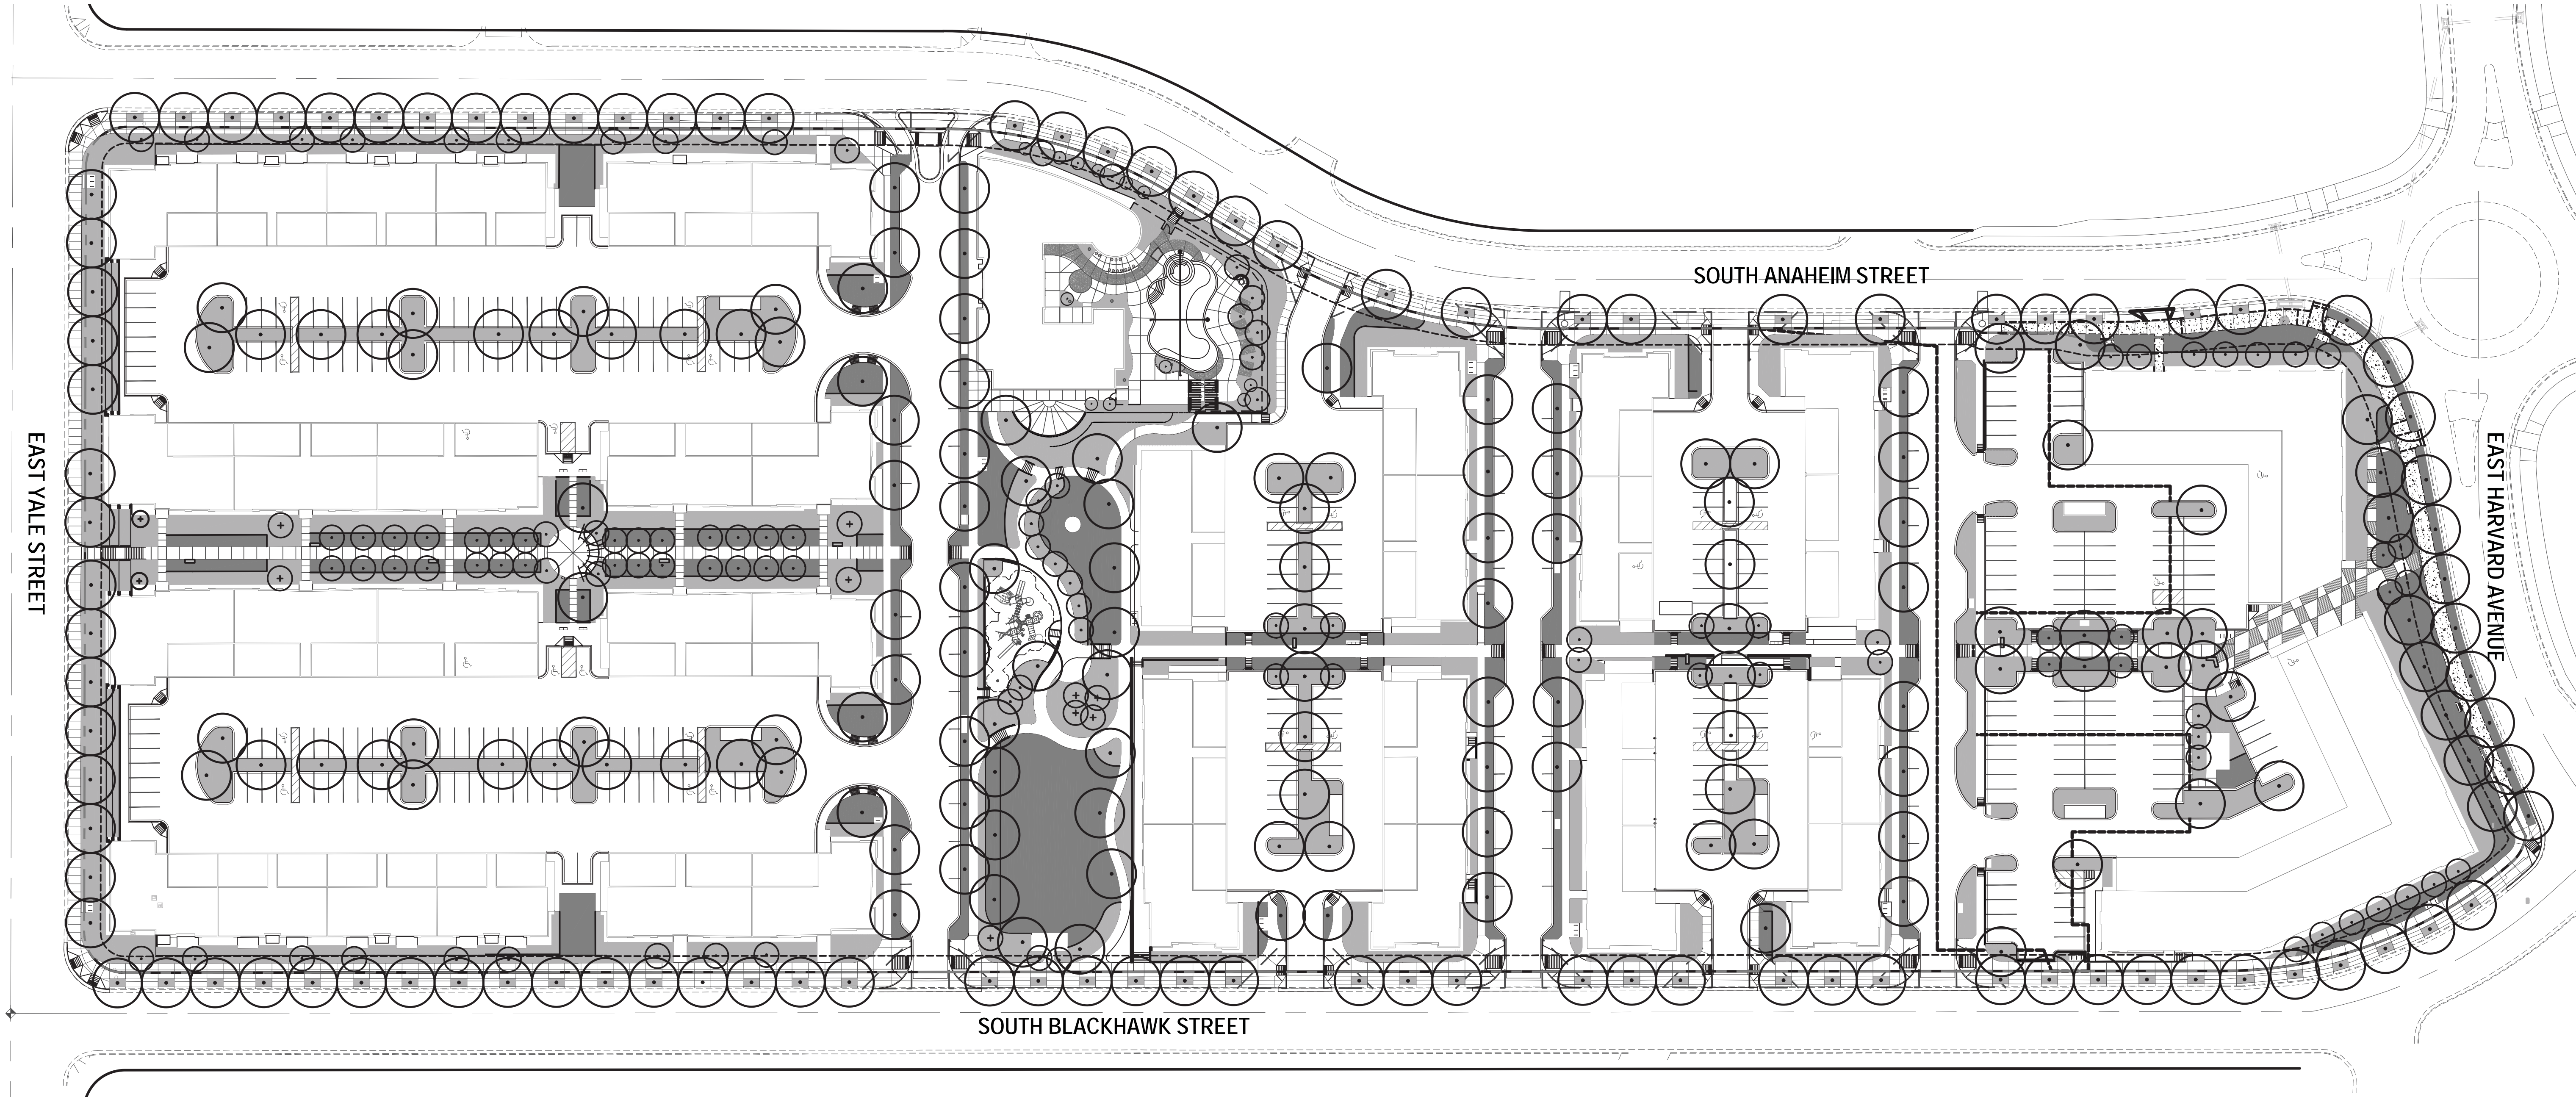 SOUTH ANAHEIM STREET
EAST YALE STREET
EAST HARVARD AVENUE
SOUTH BLACKHAWK STREET